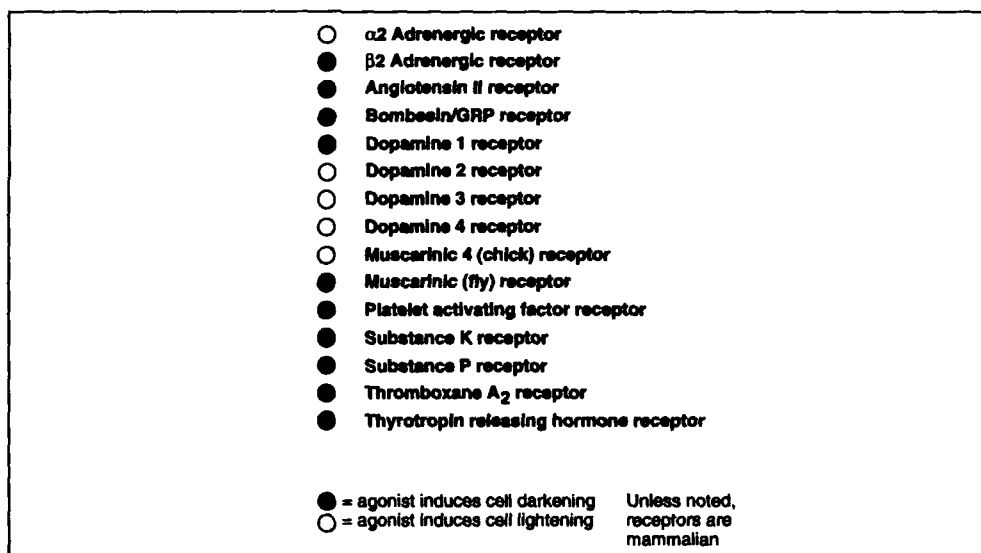 α2 Adrenergic receptor
β2 Adrenergic receptor
Angiotensin II receptor
Bombesin/GRP receptor
Dopamine 1 receptor
Dopamine 2 receptor
Dopamine 3 receptor
Dopamine 4 receptor
Muscarinic 4 (chick) receptor
Muscarinic (fly) receptor
Platelet activating factor receptor
Substance K receptor
Substance P receptor
Thromboxane A2 receptor
Thyrotropin releasing hormone receptor
● = agonist induces cell darkening Unless noted,
○ = agonist induces cell lightening receptors are
mammalian